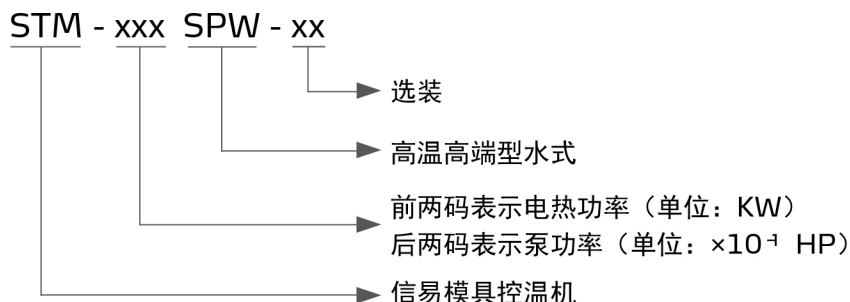 STM - xxx SPW - xx
选装
高温高端型水式
前两码表示电热功率（单位：KW）
后两码表示泵功率（单位：×10⁻¹ HP）
信易模具控温机